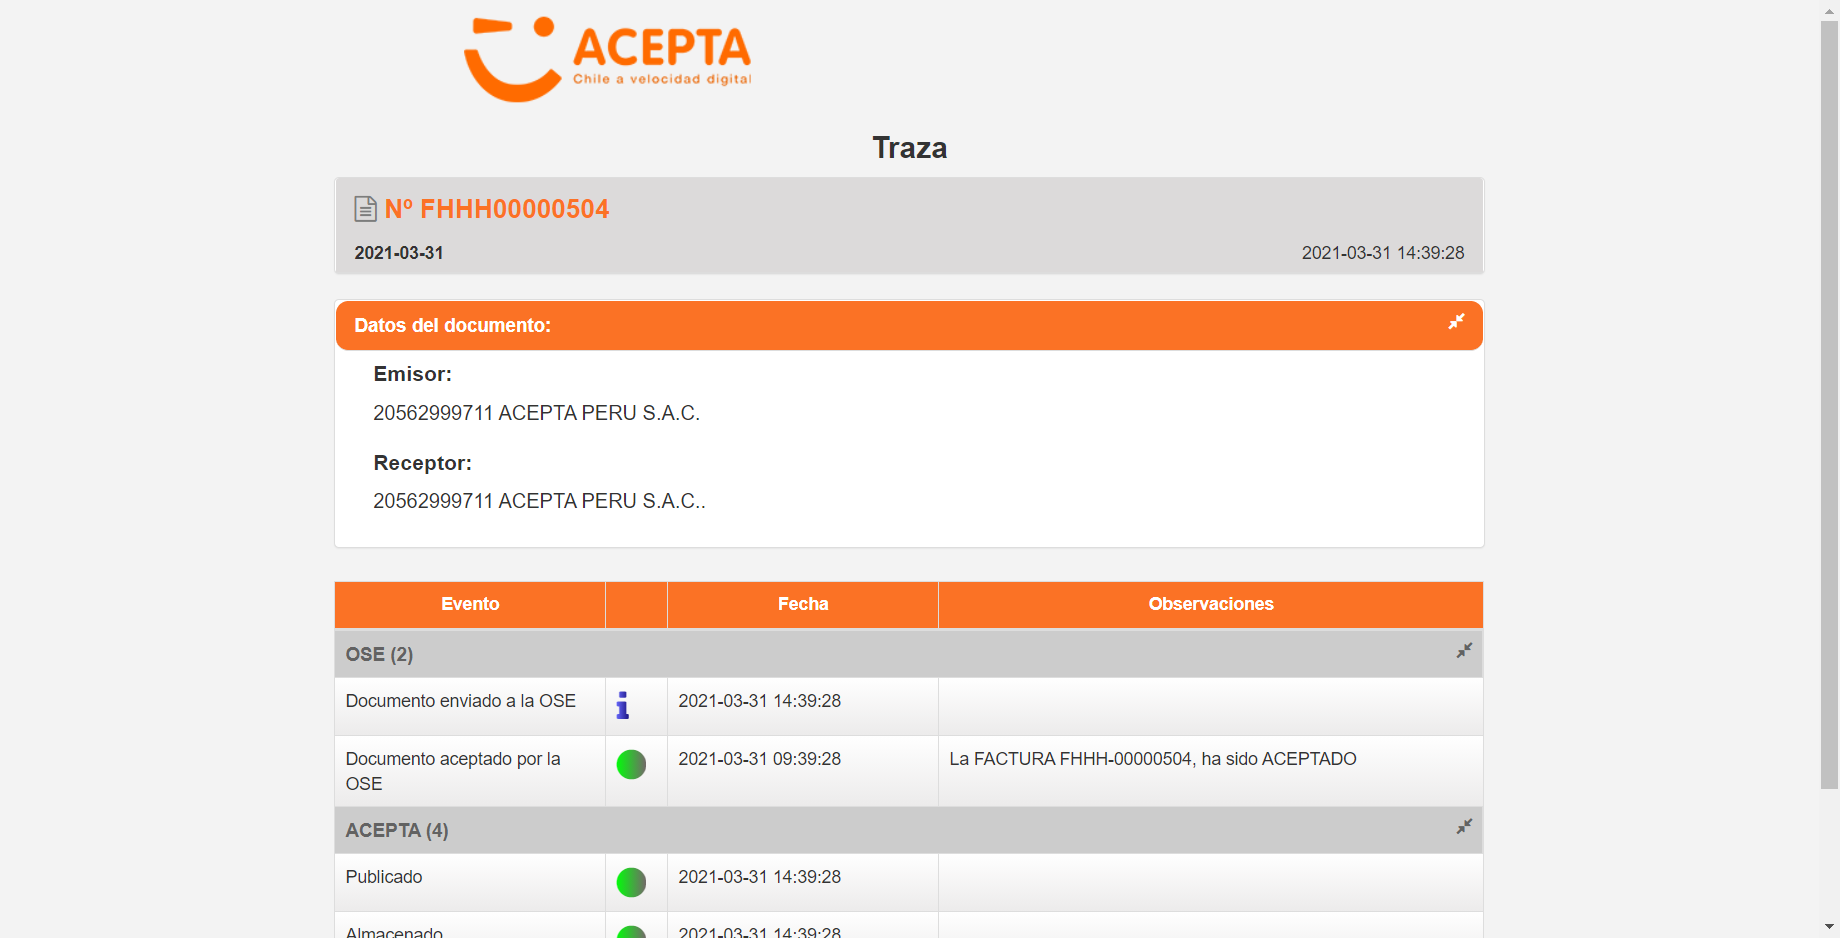 ACEPTA
Chile a velocidad digital
Traza
Nº FHHH00000504
2021-03-31
2021-03-31 14:39:28
Datos del documento:
Emisor:
20562999711 ACEPTA PERU S.A.C.
Receptor:
20562999711 ACEPTA PERU S.A.C..
Evento
Fecha
Observaciones
OSE (2)
Documento enviado a la OSE
2021-03-31 14:39:28
Documento aceptado por la
OSE
2021-03-31 09:39:28
La FACTURA FHHH-00000504, ha sido ACEPTADO
ACEPTA (4)
Publicado
2021-03-31 14:39:28
Almacenado
2021-03-31 14:39:28